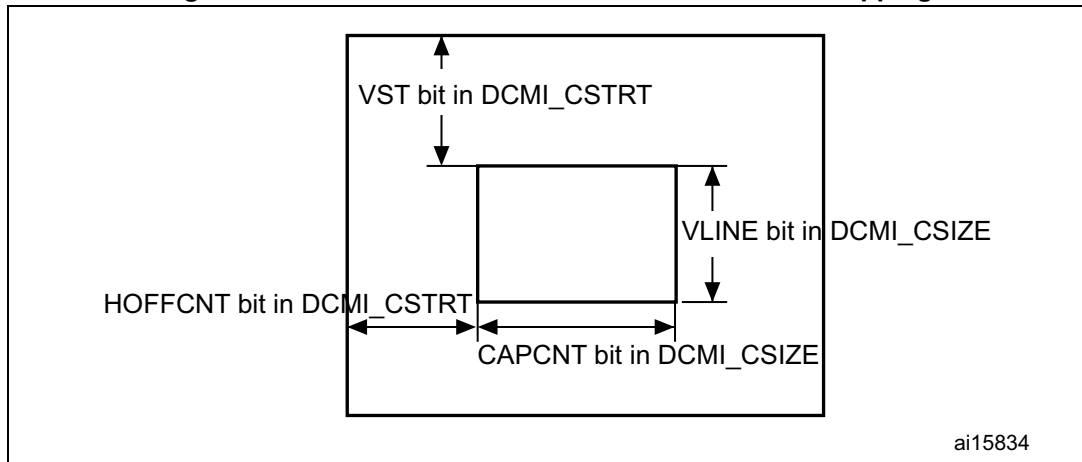 VST bit in DCMI_CSTRT
VLINE bit in DCMI_CSIZE
HOFFCNT bit in DCMI_CSTRT
CAPCNT bit in DCMI_CSIZE
ai15834